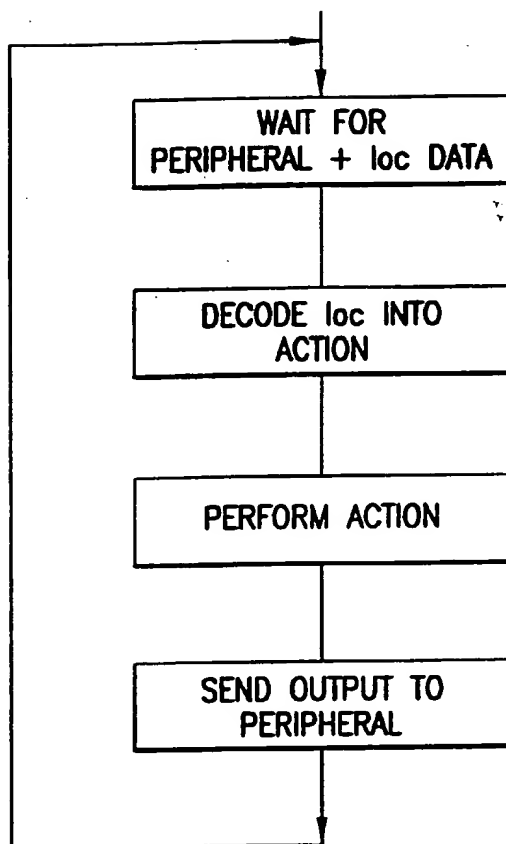 WAIT FOR
PERIPHERAL + loc DATA
DECODE loc INTO
ACTION
PERFORM ACTION
SEND OUTPUT TO
PERIPHERAL